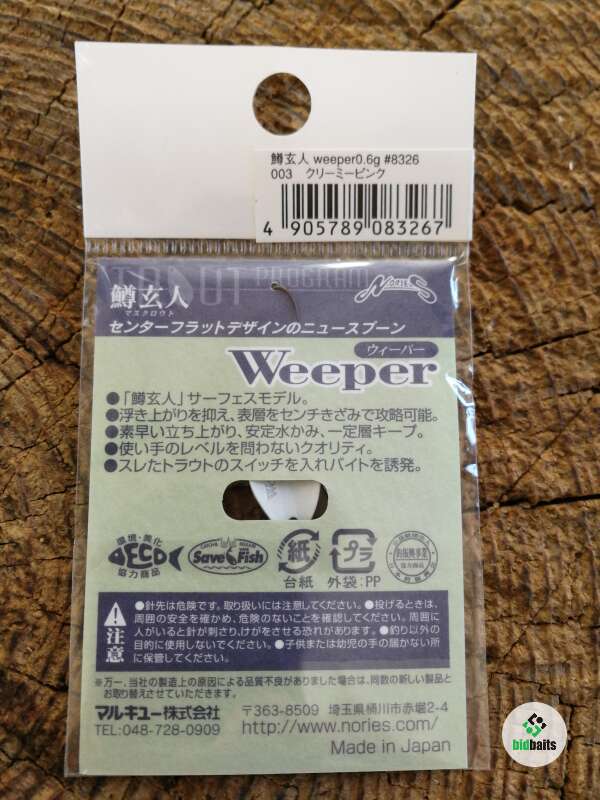 鱒玄人 weeper0.6g #8326
003 クリーミーピンク
4 905789 083267
TROUT PROGRAM
鱒玄人
マスクロウト
NORIES
センターフラットデザインのニュースプーン
ウィーパー
Weeper
●「鱒玄人」サーフェスモデル。
●浮き上がりを抑え、表層をセンチきざみで攻略可能。
●素早い立ち上がり、安定水かみ、一定層キープ。
●使い手のレベルを問わないクオリティ。
●スレたトラウトのスイッチを入れバイトを誘発。
環境・美化
ECO
協力商品
Save Fish
紙
台紙
プラ
外袋:PP
注意
●針先は危険です。取り扱いには注意してください。●投げるときは、
周囲の安全を確かめ、危険のないことを確認してください。周囲に
人がいると針が刺さり、けがをさせる恐れがあります。●釣り以外の
目的に使用しないでください。●子供または幼児の手の届かない所
に保管してください。
※万一、当社の製造上の原因による品質不良がありました場合は、同数の新しい製品と
お取り替えさせていただきます。
マルキユー株式会社 〒363-8509 埼玉県桶川市赤堀2-4
TEL:048-728-0909 http://www.nories.com/
Made in Japan
bidbaits